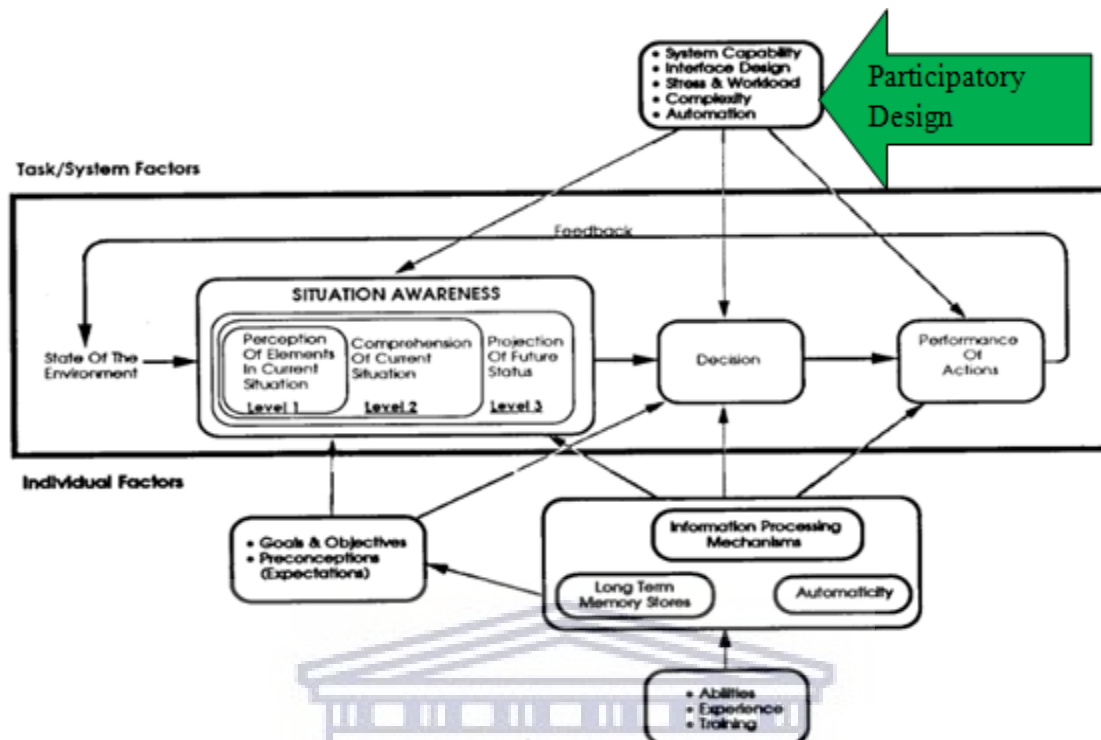 • System Capability
• Interface Design
• Stress & Workload
• Complexity
• Automation
Participatory
Design
Task/System Factors
Feedback
SITUATION AWARENESS
State Of The
Environment
Perception
Of Elements
In Current
Situation
Level 1
Comprehension
Of Current
Situation
Level 2
Projection
Of Future
Status
Level 3
Decision
Performance
Of
Actions
Individual Factors
• Goals & Objectives
• Preconceptions
(Expectations)
Information Processing
Mechanisms
Long Term
Memory Stores
Automaticity
• Abilities
• Experience
• Training